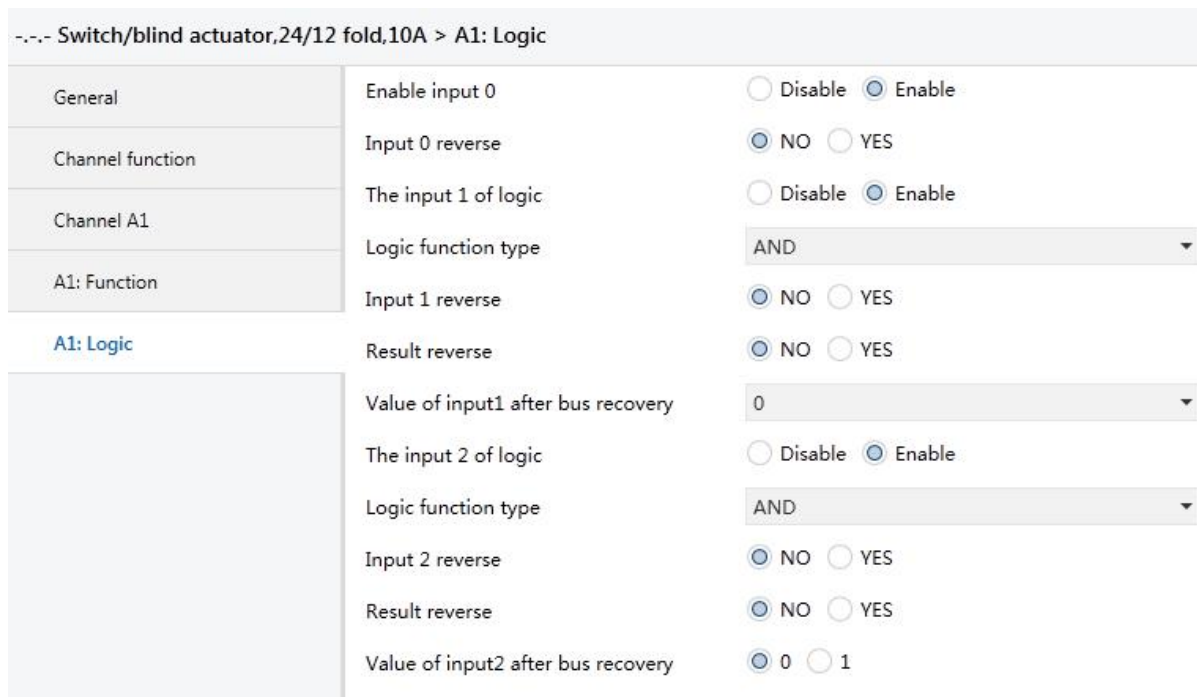 -.-.- Switch/blind actuator,24/12 fold,10A > A1: Logic
General
Channel function
Channel A1
A1: Function
A1: Logic
Enable input 0 Disable Enable
Input 0 reverse NO YES
The input 1 of logic Disable Enable
Logic function type AND
Input 1 reverse NO YES
Result reverse NO YES
Value of input1 after bus recovery 0
The input 2 of logic Disable Enable
Logic function type AND
Input 2 reverse NO YES
Result reverse NO YES
Value of input2 after bus recovery 0 1